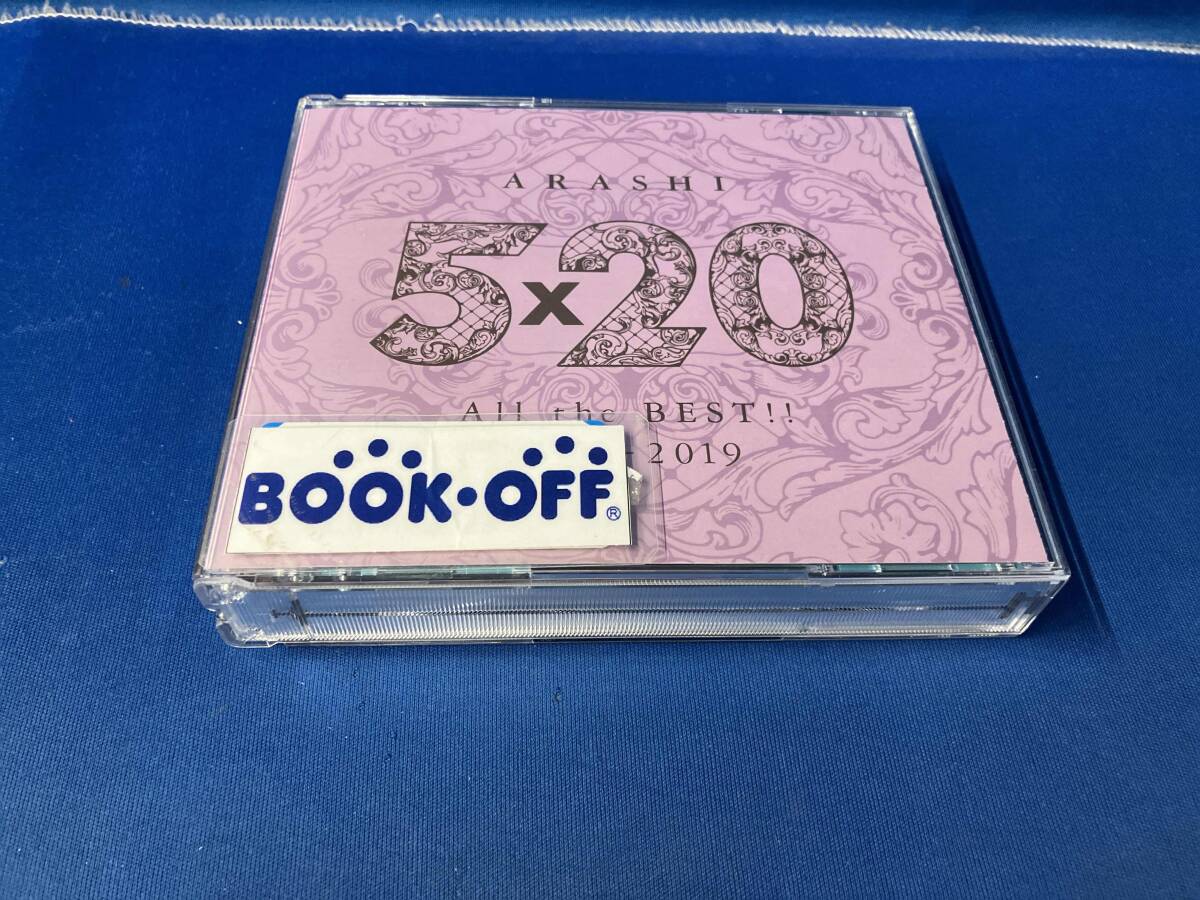 ARASHI
5x20
All the BEST!!
2019
BOOK・OFF®